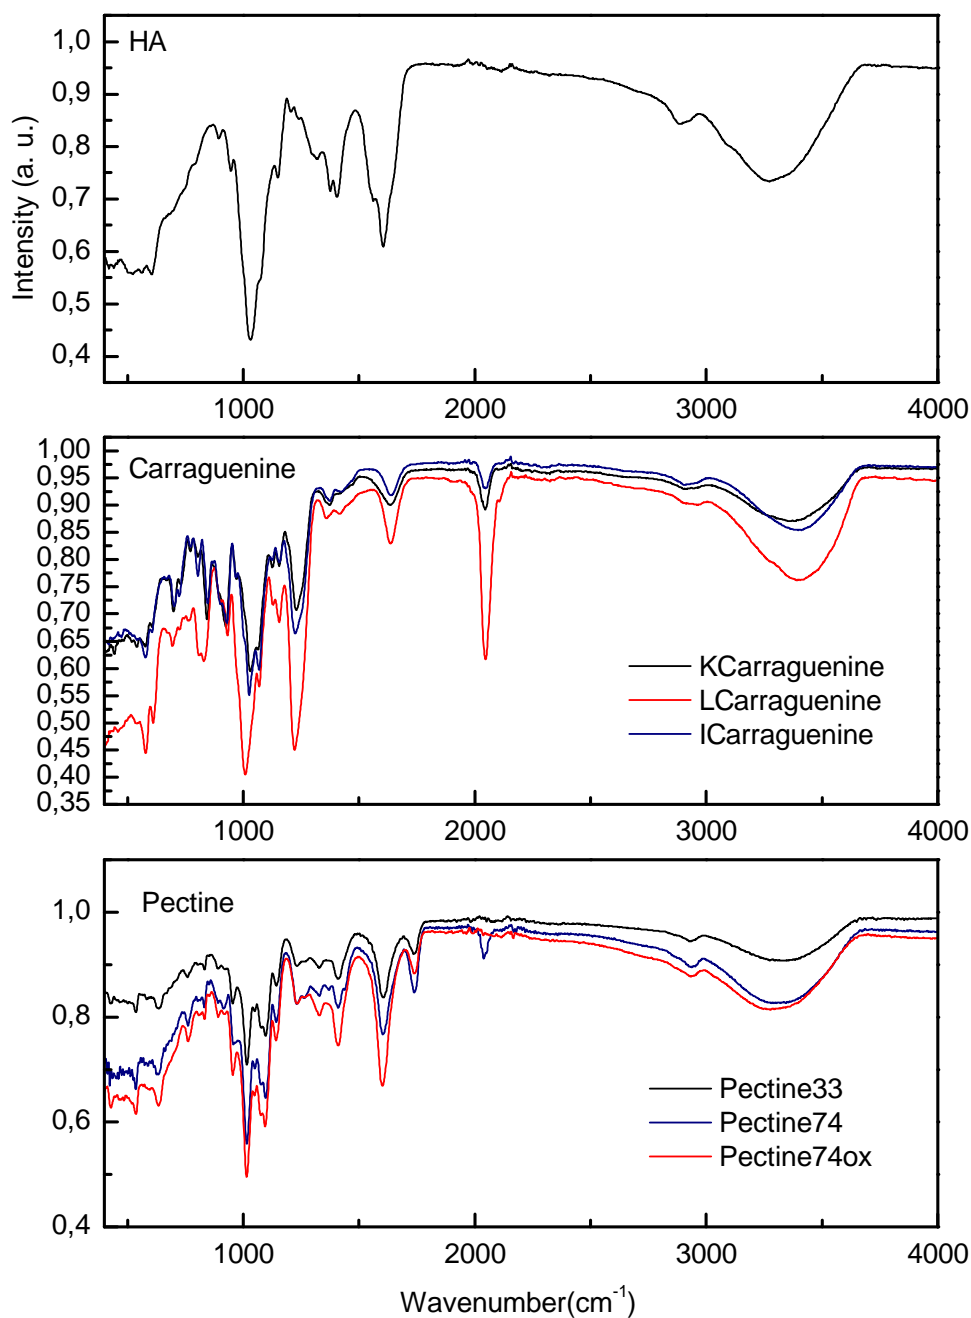 HA
1,0
0,9
0,8
0,7
0,6
0,5
0,4
Intensity (a. u.)
1000 2000 3000 4000
Carraguenine
1,00
0,95
0,90
0,85
0,80
0,75
0,70
0,65
0,60
0,55
0,50
0,45
0,40
0,35
KCarraguenine
LCarraguenine
ICarraguenine
1000 2000 3000 4000
Pectine
1,0
0,8
0,6
0,4
Pectine33
Pectine74
Pectine74ox
1000 2000 3000 4000
Wavenumber(cm⁻¹)